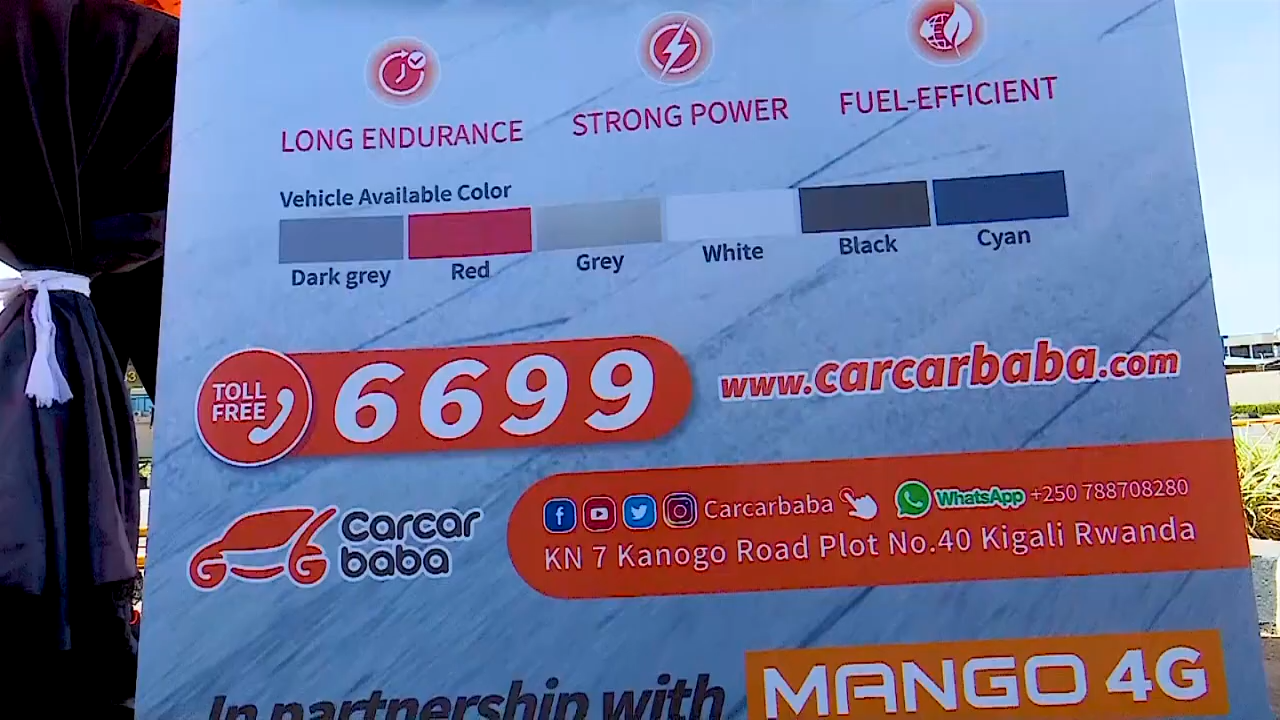 LONG ENDURANCE
STRONG POWER
FUEL-EFFICIENT
Vehicle Available Color
Dark grey
Red
Grey
White
Black
Cyan
TOLL FREE
6699
www.carcarbaba.com
Carcar
baba
Carcarbaba
WhatsApp +250 788708280
KN 7 Kanogo Road Plot No.40 Kigali Rwanda
In partnership with
MANGO 4G